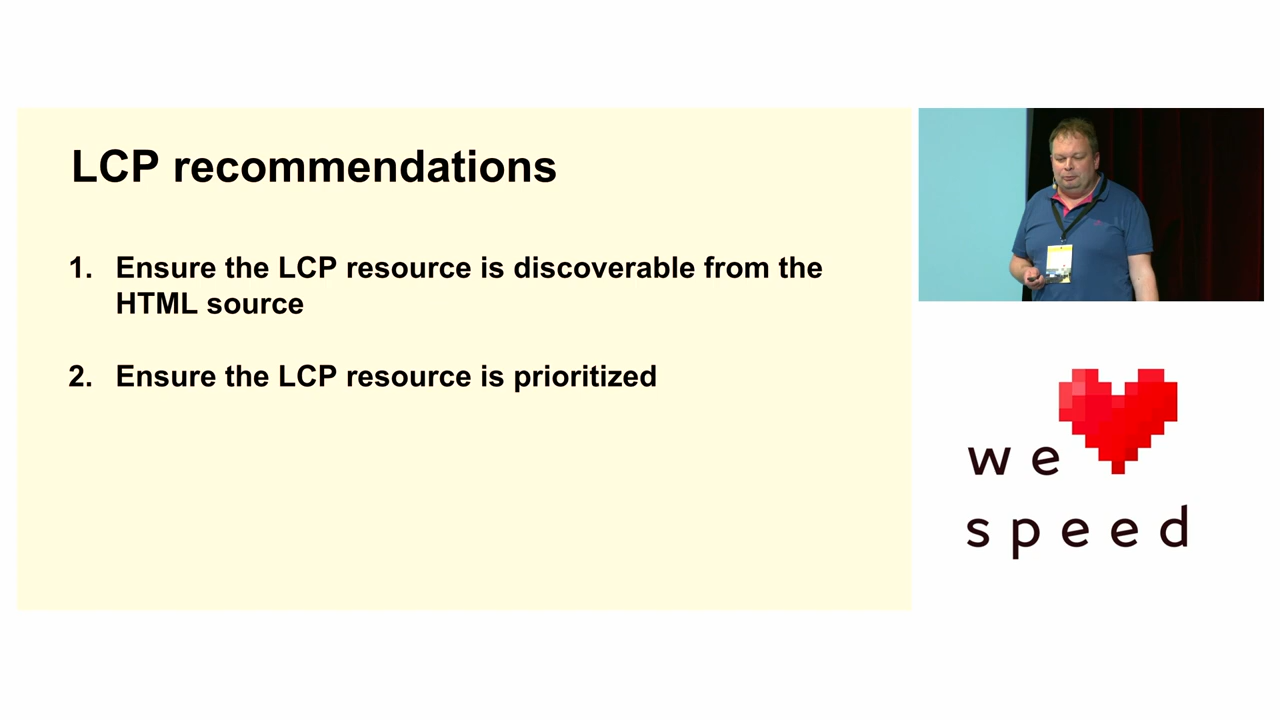 LCP recommendations
1. Ensure the LCP resource is discoverable from the
HTML source
2. Ensure the LCP resource is prioritized
we
speed